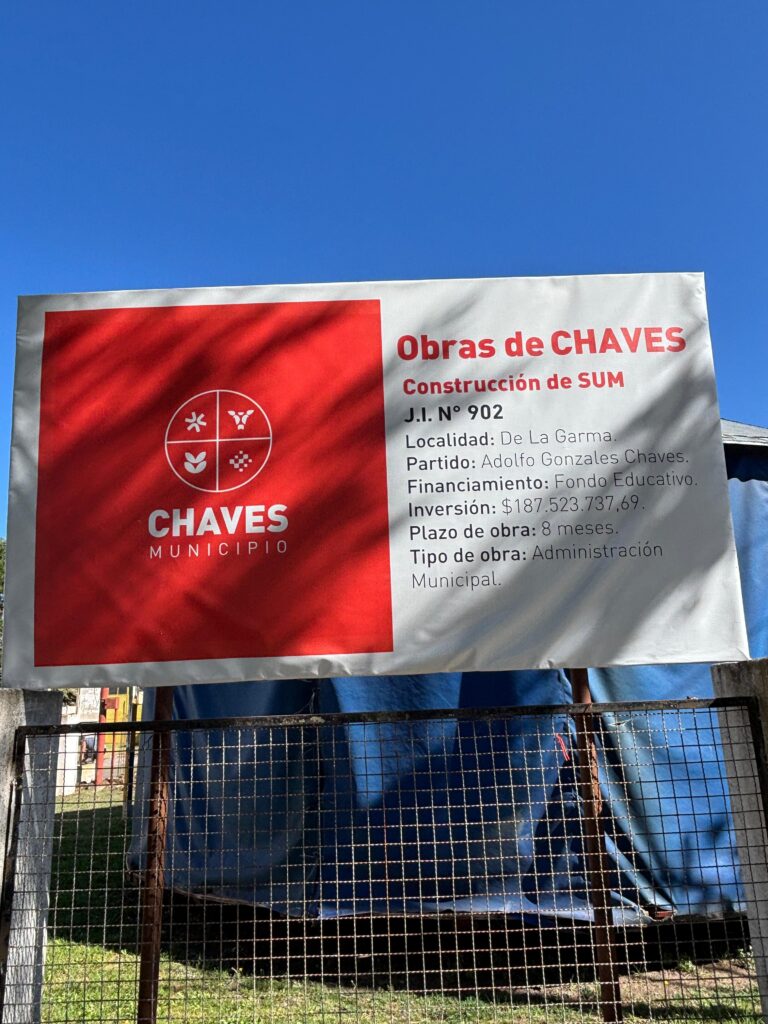 CHAVES
MUNICIPIO
Obras de CHAVES
Construcción de SUM
J.I. N° 902
Localidad: De La Garma.
Partido: Adolfo Gonzales Chaves.
Financiamiento: Fondo Educativo.
Inversión: $187.523.737,69.
Plazo de obra: 8 meses.
Tipo de obra: Administración
Municipal.